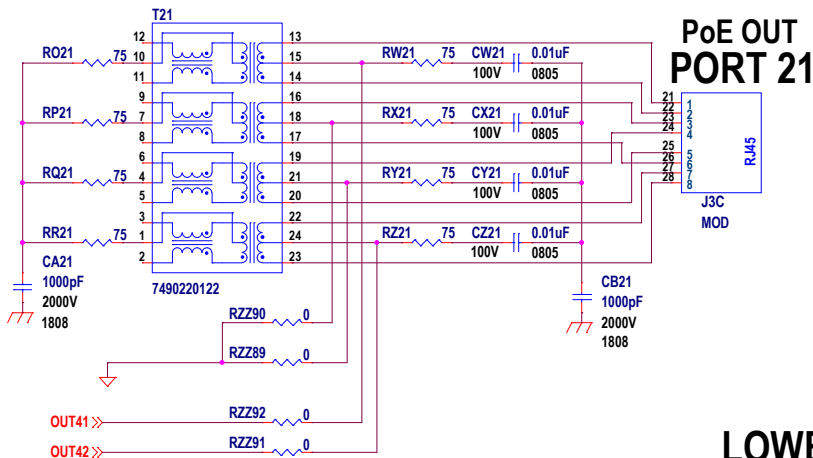 T21
PoE OUT
PORT 21
12
10
11
RO21 75
13
15
14
RW21 75
CW21 0.01uF
100V 0805
9
7
8
RP21 75
16
18
17
RX21 75
CX21 0.01uF
100V 0805
6
4
5
RQ21 75
19
21
20
RY21 75
CY21 0.01uF
100V 0805
3
1
2
RR21 75
22
24
23
RZ21 75
CZ21 0.01uF
100V 0805
21 1
22 2
23 3
24 4
25 5
26 6
27 7
28 8
RJ45
J3C
MOD
CA21
1000pF
2000V
1808
7490220122
CB21
1000pF
2000V
1808
RZZ90 0
RZZ89 0
OUT41 RZZ92 0
OUT42 RZZ91 0
LOWE